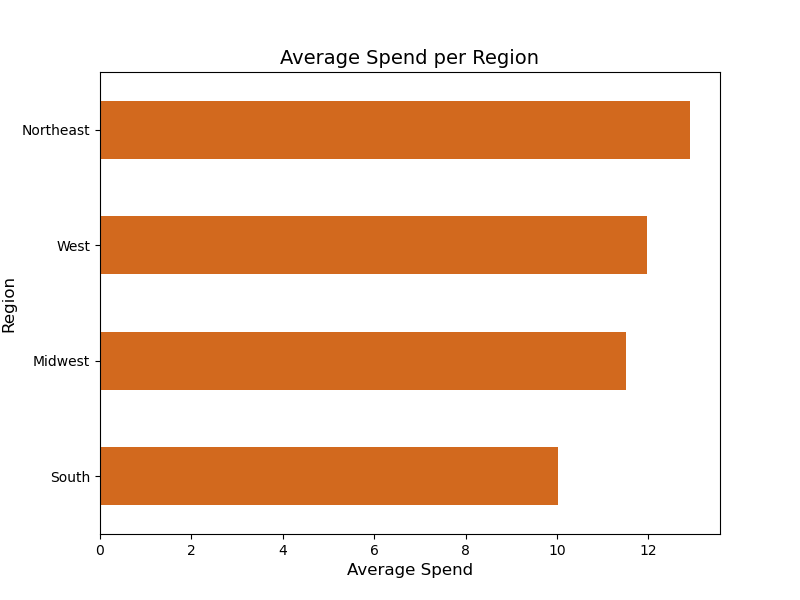 Average Spend per Region
Region
Northeast
West
Midwest
South
0 2 4 6 8 10 12
Average Spend